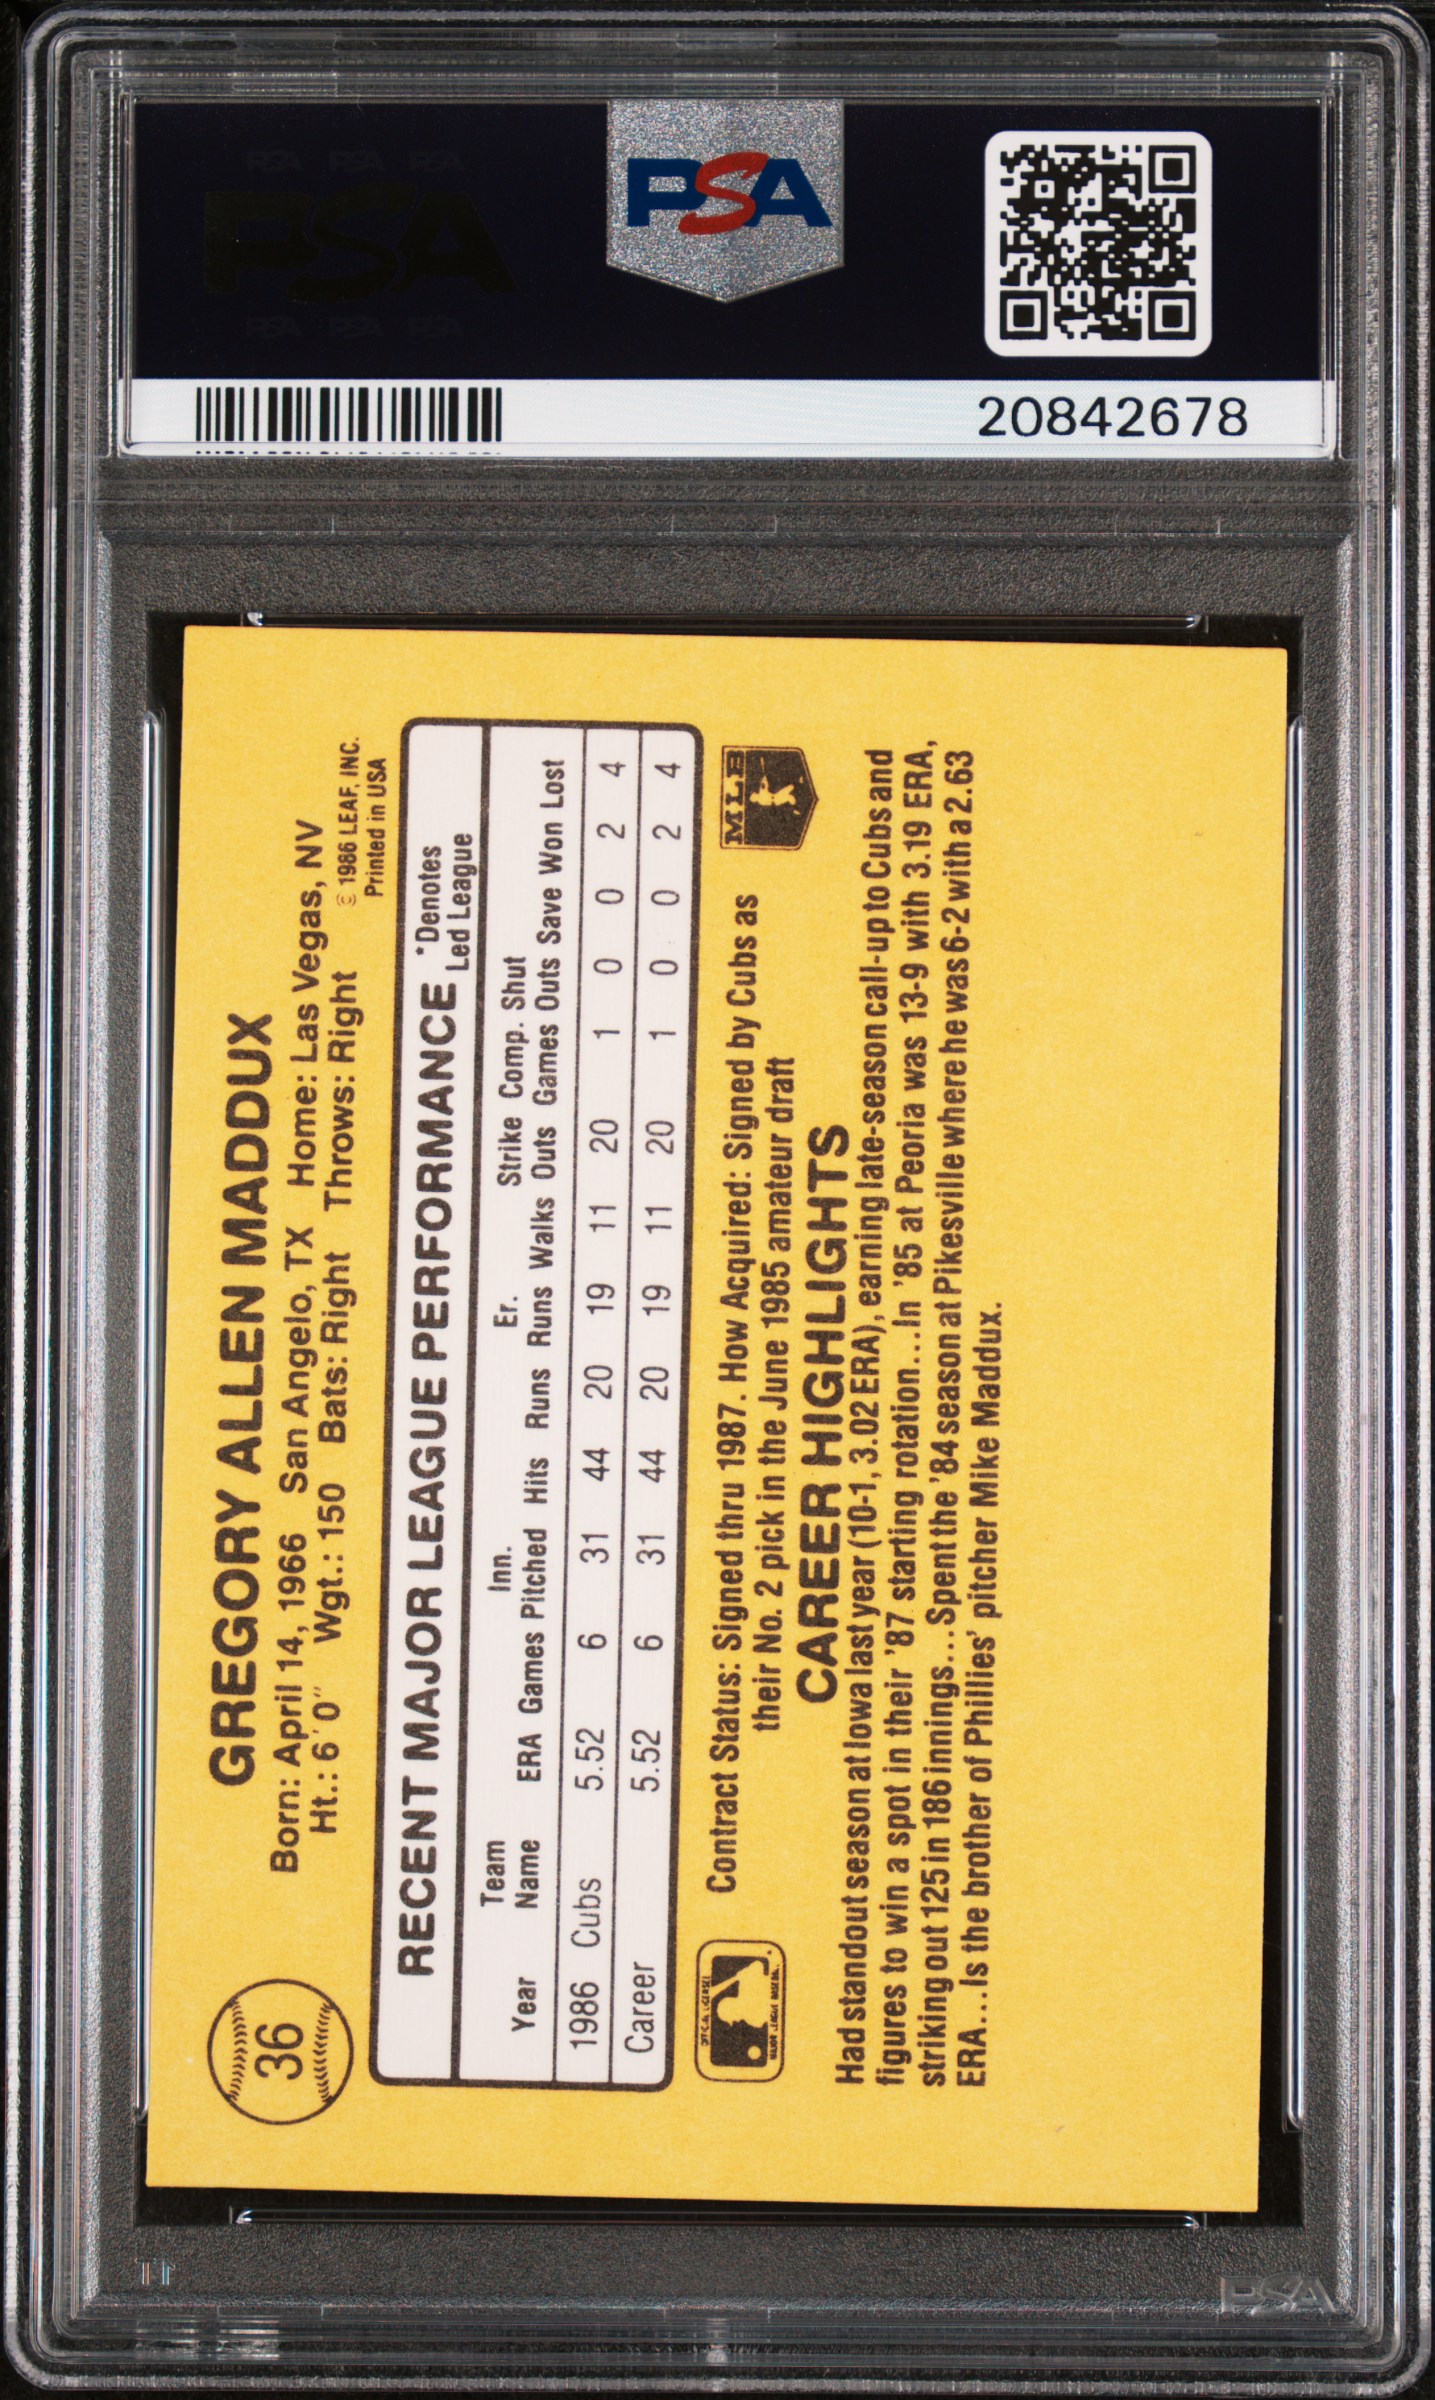 PSA PSA PSA
PSA
PSA PSA PSA
PSA
20842678
36
GREGORY ALLEN MADDUX
Born: April 14, 1966 San Angelo, TX Home: Las Vegas, NV
Ht.: 6'0" Wgt.: 150 Bats: Right Throws: Right
© 1986 LEAF, INC.
Printed in USA
RECENT MAJOR LEAGUE PERFORMANCE
*Denotes
Led League
Team Inn. Er. Strike Comp. Shut
Year Name ERA Games Pitched Hits Runs Runs Walks Outs Games Outs Save Won Lost
1986 Cubs 5.52 6 31 44 20 19 11 20 1 0 0 2 4
Career 5.52 6 31 44 20 19 11 20 1 0 0 2 4
Contract Status: Signed thru 1987. How Acquired: Signed by Cubs as
their No. 2 pick in the June 1985 amateur draft
MLB
CAREER HIGHLIGHTS
Had standout season at Iowa last year (10-1, 3.02 ERA), earning late-season call-up to Cubs and
figures to win a spot in their '87 starting rotation...In '85 at Peoria was 13-9 with 3.19 ERA,
striking out 125 in 186 innings...Spent the '84 season at Pikesville where he was 6-2 with a 2.63
ERA...Is the brother of Phillies' pitcher Mike Maddux.
PSA